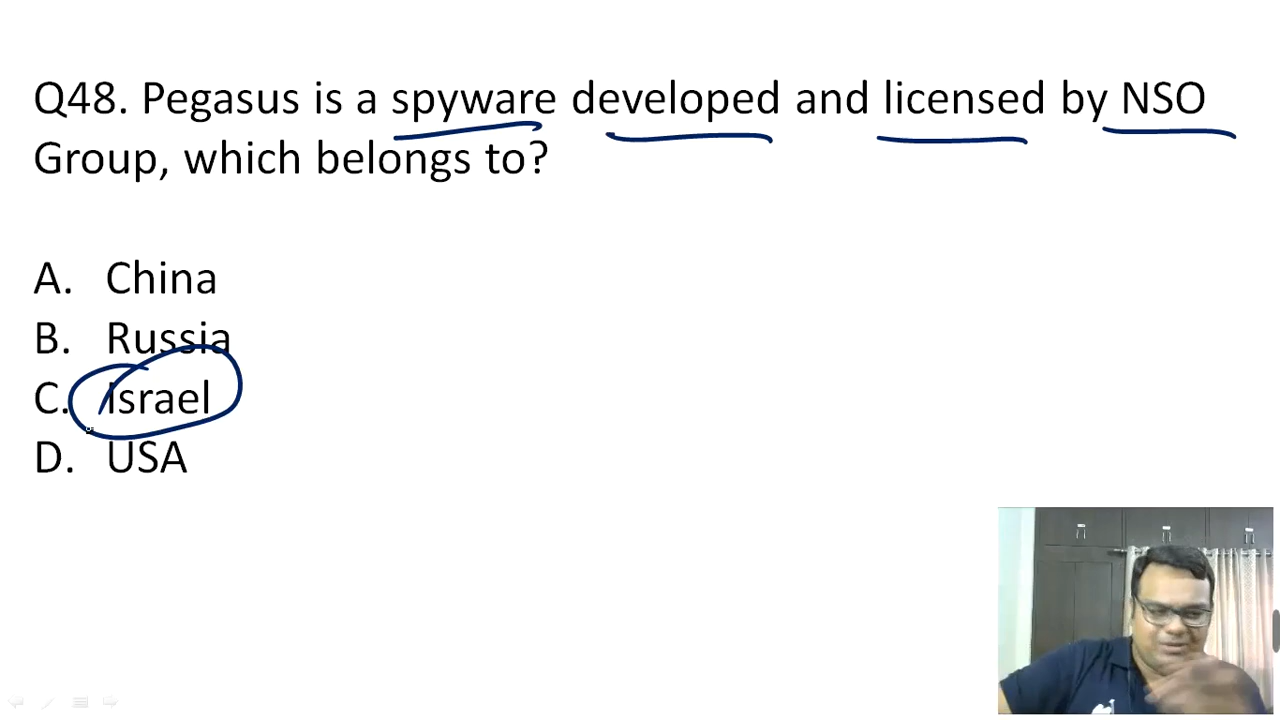 Q48. Pegasus is a spyware developed and licensed by NSO
Group, which belongs to?
A. China
B. Russia
C. Israel
D. USA